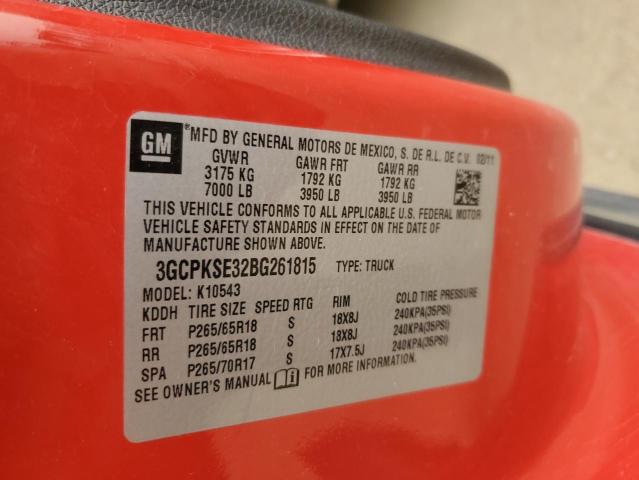 GM MFD BY GENERAL MOTORS DE MEXICO, S. DE R.L. DE C.V. 02/11
GVWR GAWR FRT GAWR RR
3175 KG 1792 KG 1792 KG
7000 LB 3950 LB 3950 LB
THIS VEHICLE CONFORMS TO ALL APPLICABLE U.S. FEDERAL MOTOR
VEHICLE SAFETY STANDARDS IN EFFECT ON THE DATE OF
MANUFACTURE SHOWN ABOVE.
3GCPKSE32BG261815 TYPE: TRUCK
MODEL: K10543
KDDH TIRE SIZE SPEED RTG RIM COLD TIRE PRESSURE
FRT P265/65R18 S 18X8J 240KPA(35PSI)
RR P265/65R18 S 18X8J 240KPA(35PSI)
SPA P265/70R17 S 17X7.5J 240KPA(35PSI)
SEE OWNER'S MANUAL FOR MORE INFORMATION.